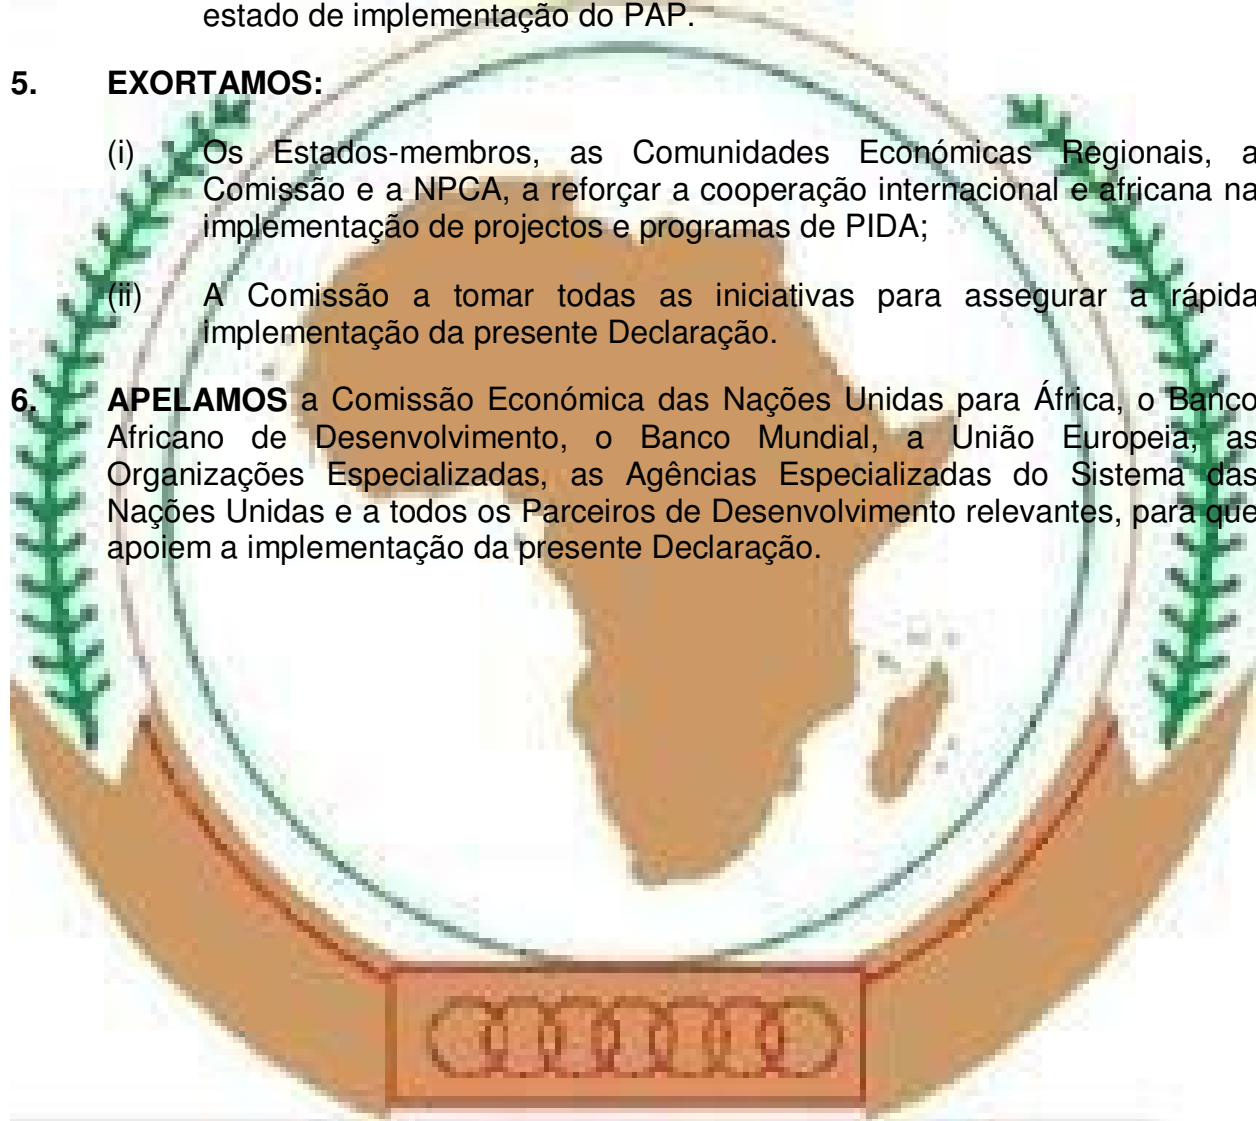 estado de implementação do PAP.
5. EXORTAMOS:
(i) Os Estados-membros, as Comunidades Económicas Regionais, a
Comissão e a NPCA, a reforçar a cooperação internacional e africana na
implementação de projectos e programas de PIDA;
(ii) A Comissão a tomar todas as iniciativas para assegurar a rápida
implementação da presente Declaração.
6. APELAMOS a Comissão Económica das Nações Unidas para África, o Banco
Africano de Desenvolvimento, o Banco Mundial, a União Europeia, as
Organizações Especializadas, as Agências Especializadas do Sistema das
Nações Unidas e a todos os Parceiros de Desenvolvimento relevantes, para que
apoiem a implementação da presente Declaração.